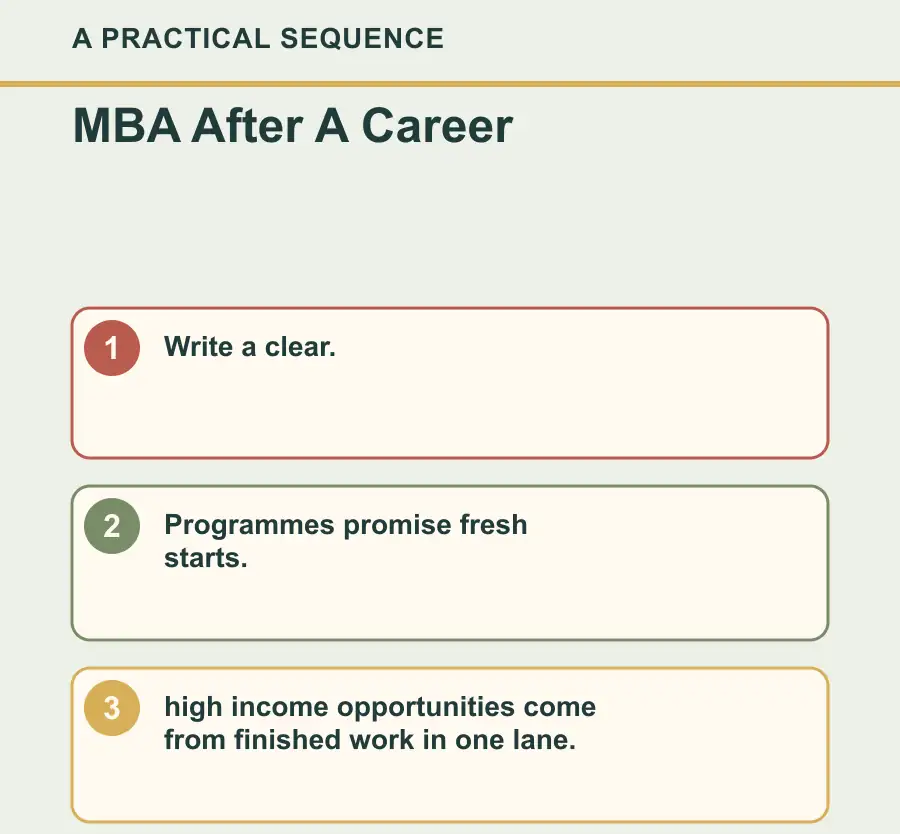 A PRACTICAL SEQUENCE
MBA After A Career
1
Write a clear.
2
Programmes promise fresh
starts.
3
high income opportunities come
from finished work in one lane.